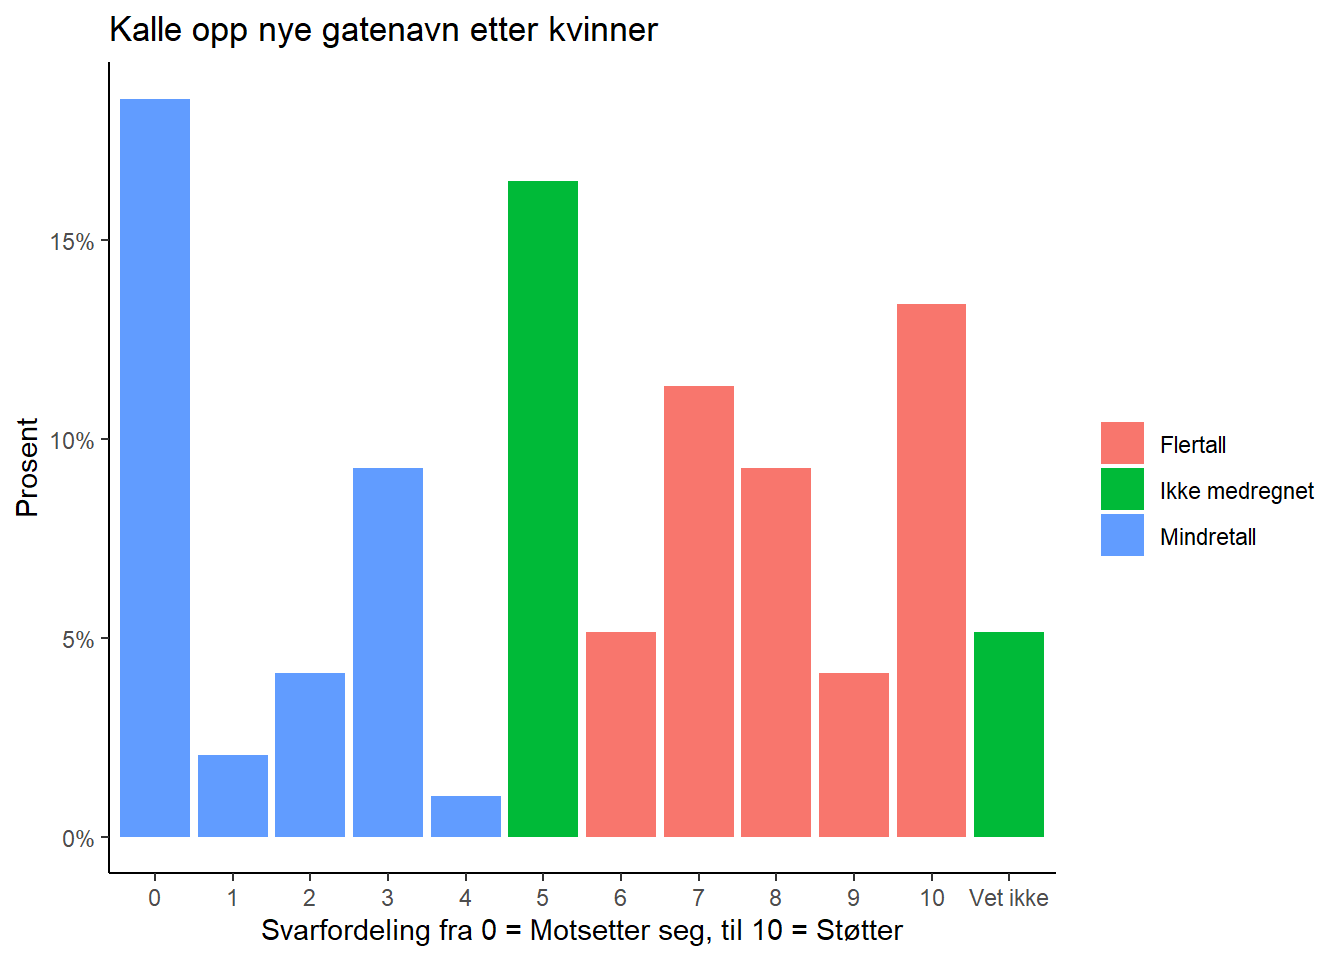 Kalle opp nye gatenavn etter kvinner
Prosent
15%
10%
5%
0%
0 1 2 3 4 5 6 7 8 9 10 Vet ikke
Svarfordeling fra 0 = Motsetter seg, til 10 = Støtter
Flertall
Ikke medregnet
Mindretall